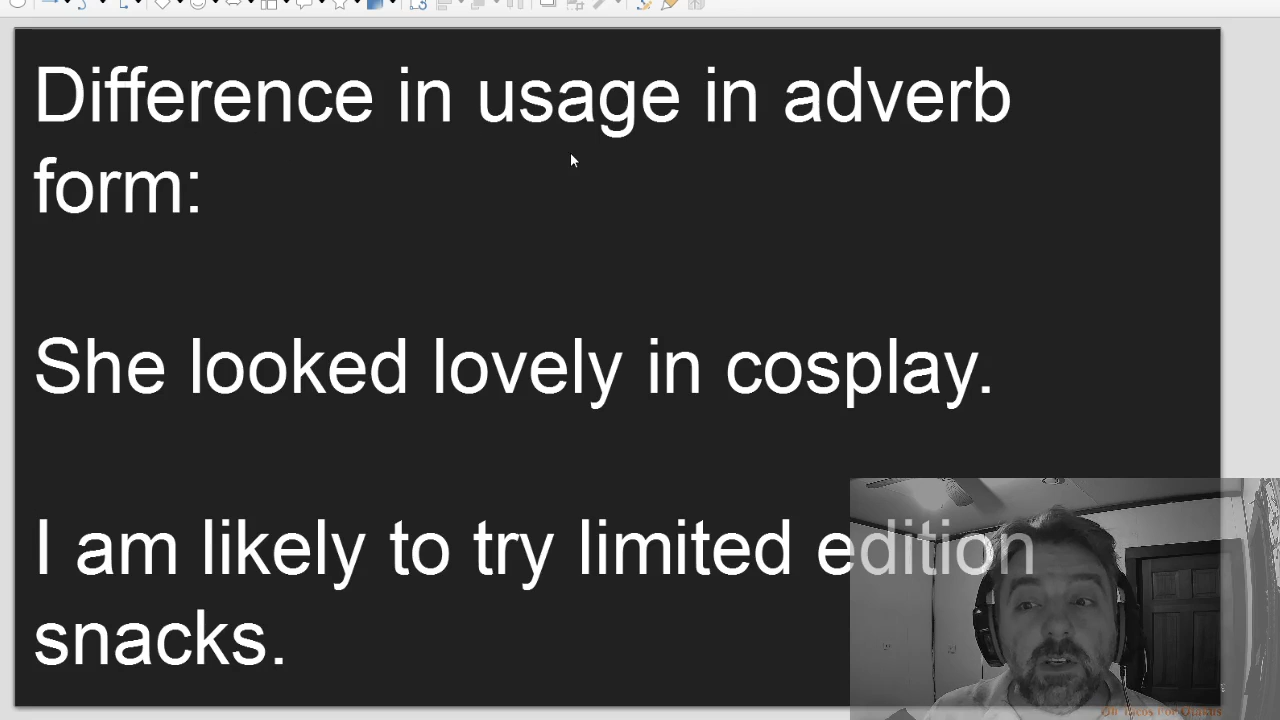 Difference in usage in adverb
form:
She looked lovely in cosplay.
I am likely to try limited edition
snacks.